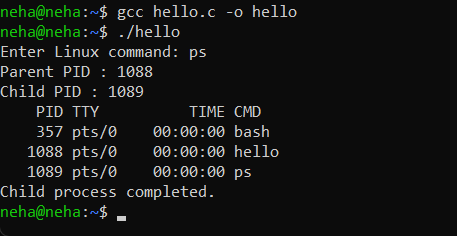 neha@neha:~$ gcc hello.c -o hello
neha@neha:~$ ./hello
Enter Linux command: ps
Parent PID : 1088
Child PID : 1089
    PID TTY          TIME CMD
    357 pts/0    00:00:00 bash
   1088 pts/0    00:00:00 hello
   1089 pts/0    00:00:00 ps
Child process completed.
neha@neha:~$